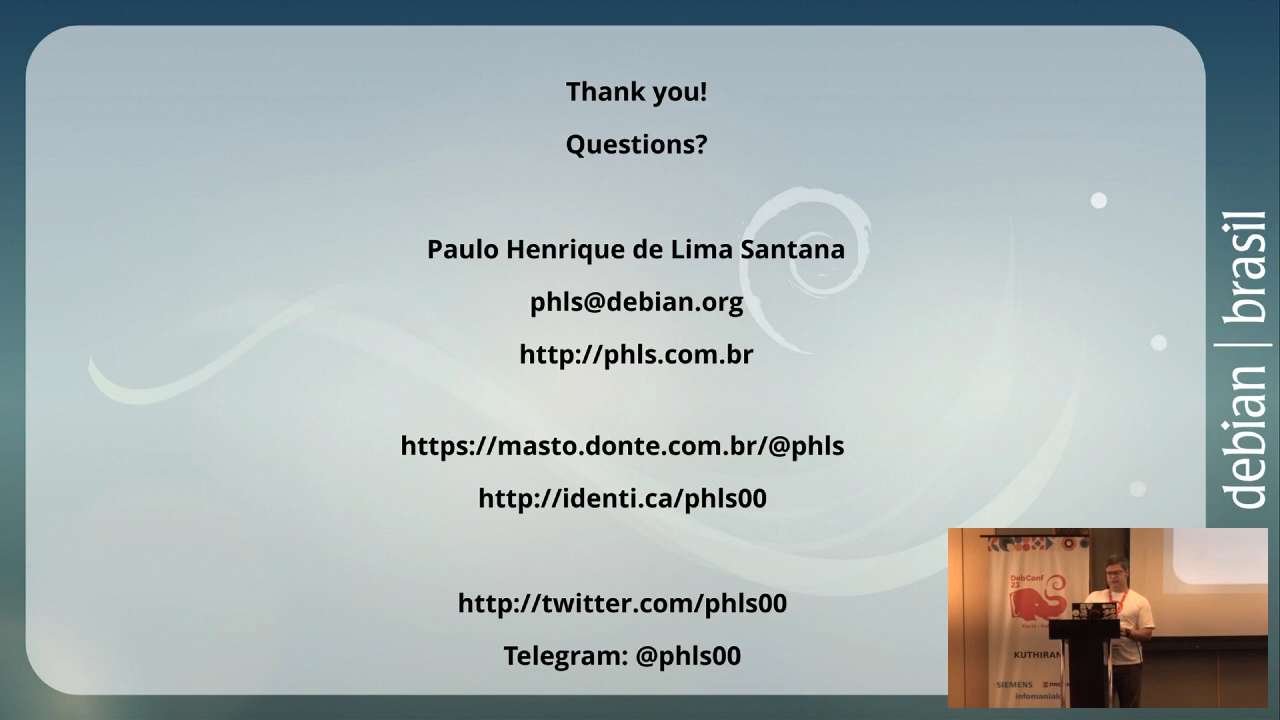 Thank you!
Questions?
Paulo Henrique de Lima Santana
phls@debian.org
http://phls.com.br
https://masto.donte.com.br/@phls
http://identi.ca/phls00
http://twitter.com/phls00
Telegram: @phls00
debian | brasil
DebConf
23
KUTHIRAN
SIEMENS
infomaniak